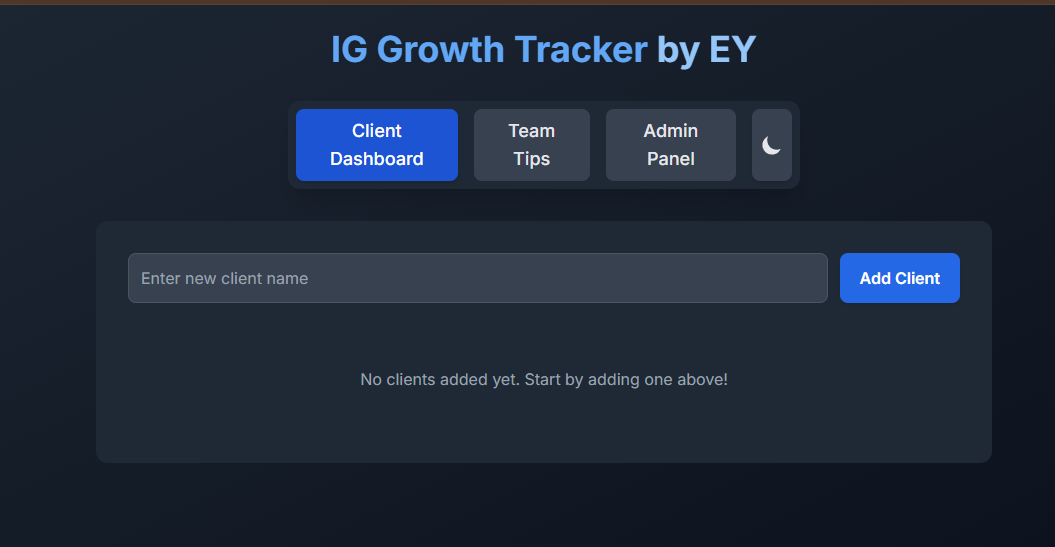 IG Growth Tracker by EY
Client
Dashboard
Team
Tips
Admin
Panel
Enter new client name
Add Client
No clients added yet. Start by adding one above!